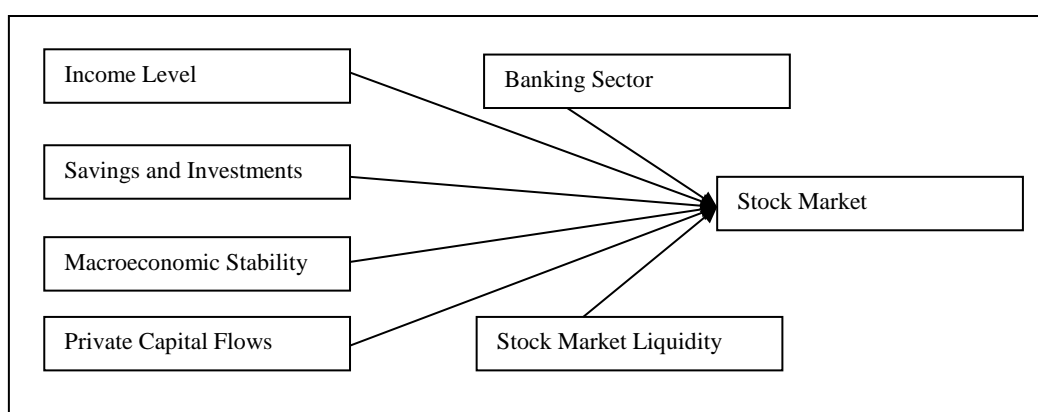 Income Level
Banking Sector
Savings and Investments
Stock Market
Macroeconomic Stability
Private Capital Flows
Stock Market Liquidity